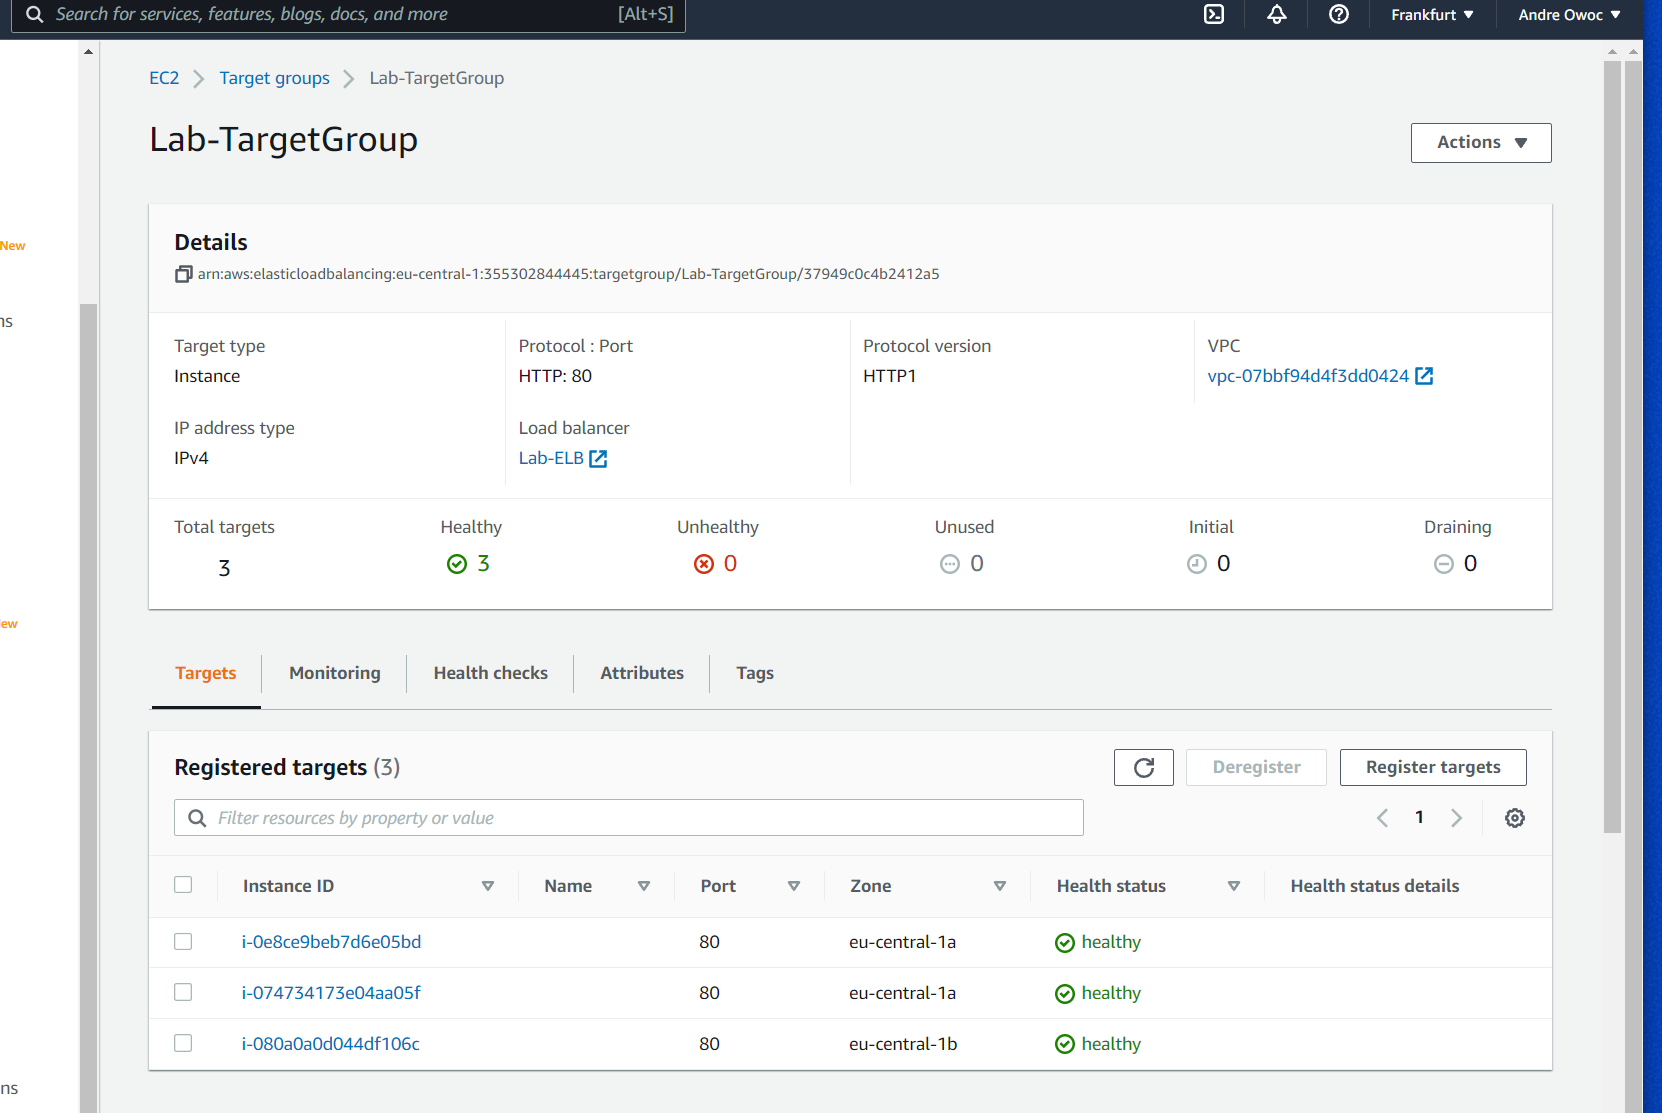 Search for services, features, blogs, docs, and more [Alt+S] Frankfurt Andre Owoc
EC2 Target groups Lab-TargetGroup
Lab-TargetGroup
Actions
New
ns
ew
ns
Details
arn:aws:elasticloadbalancing:eu-central-1:355302844445:targetgroup/Lab-TargetGroup/37949c0c4b2412a5
Target type Protocol : Port Protocol version VPC
Instance HTTP: 80 HTTP1 vpc-07bbf94d4f3dd0424
IP address type Load balancer
IPv4 Lab-ELB
Total targets Healthy Unhealthy Unused Initial Draining
3 3 0 0 0 0
Targets Monitoring Health checks Attributes Tags
Registered targets (3) Deregister Register targets
Filter resources by property or value 1
Instance ID Name Port Zone Health status Health status details
i-0e8ce9beb7d6e05bd 80 eu-central-1a healthy
i-074734173e04aa05f 80 eu-central-1a healthy
i-080a0a0d044df106c 80 eu-central-1b healthy